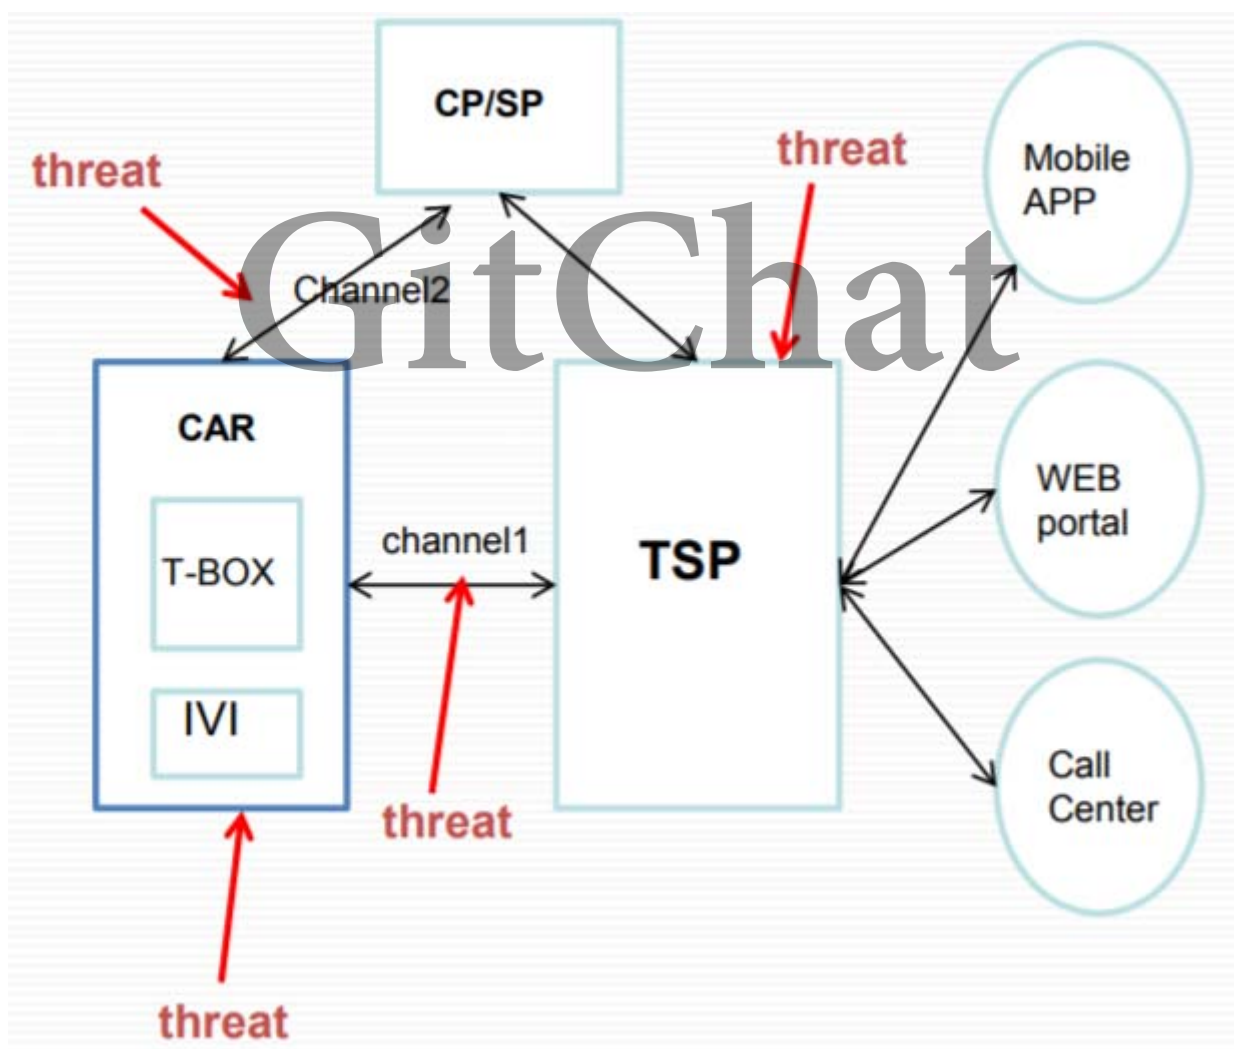 CP/SP
threat
threat
Mobile
APP
GitChat
Channel2
CAR
WEB
portal
channel1
TSP
T-BOX
IVI
Call
Center
threat
threat